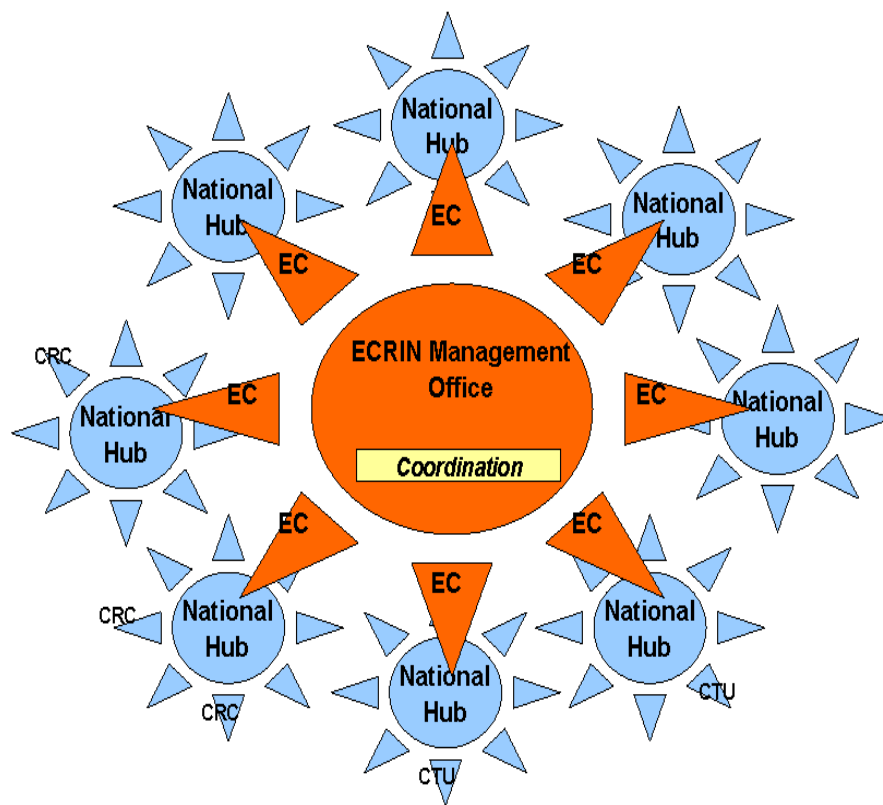 National
Hub
EC
National
Hub
EC
National
Hub
EC
ECRIN Management
Office
Coordination
CRC
National
Hub
EC
National
Hub
EC
CRC
National
Hub
EC
CRC
National
Hub
EC
CTU
National
Hub
EC
CTU